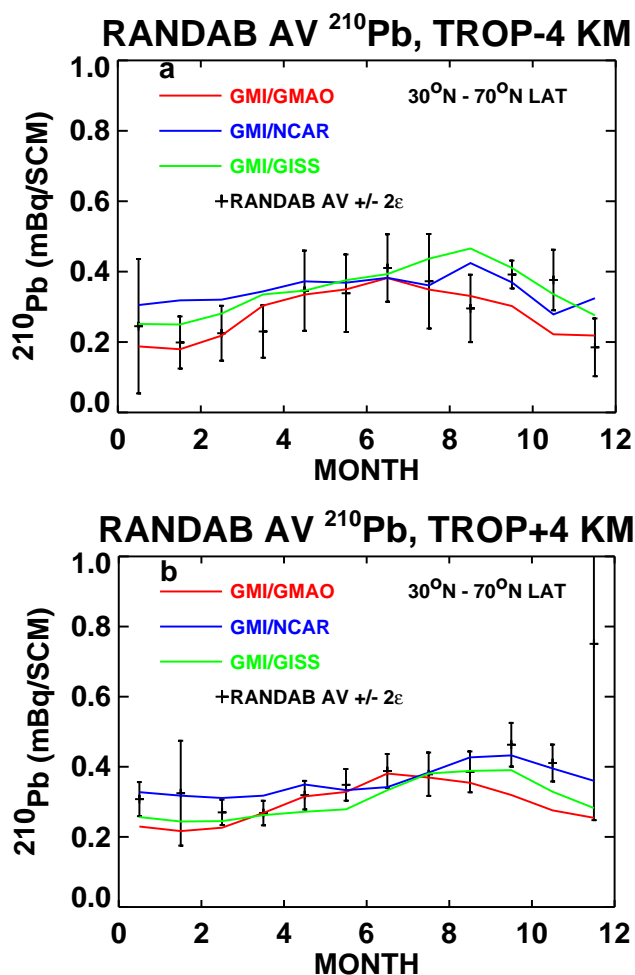 RANDAB AV ²¹⁰Pb, TROP-4 KM
1.0
a
GMI/GMAO 30ᴼN - 70ᴼN LAT
0.8
GMI/NCAR
GMI/GISS
0.6
+RANDAB AV +/- 2ε
0.4
0.2
0.0
²¹⁰Pb (mBq/SCM)
0 2 4 6 8 10 12
MONTH
RANDAB AV ²¹⁰Pb, TROP+4 KM
1.0
b
GMI/GMAO 30ᴼN - 70ᴼN LAT
0.8
GMI/NCAR
GMI/GISS
0.6
+RANDAB AV +/- 2ε
0.4
0.2
0.0
²¹⁰Pb (mBq/SCM)
0 2 4 6 8 10 12
MONTH